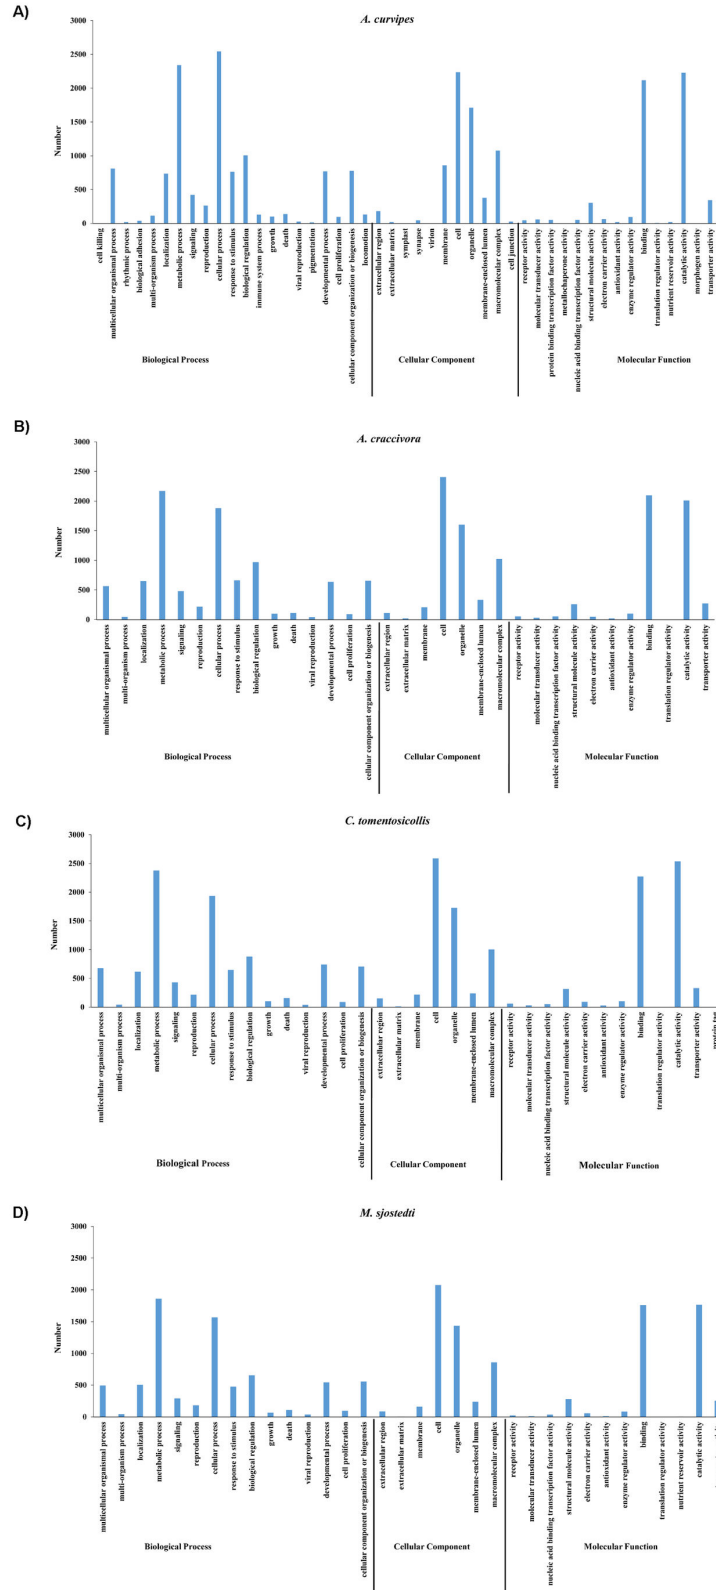 A)
A. curvipes
3000
2500
2000
1500
1000
500
0
Number
cell killing
multicellular organismal process
rhythmic process
biological adhesion
multi-organism process
localization
metabolic process
signaling
reproduction
cellular process
response to stimulus
biological regulation
immune system process
growth
death
viral reproduction
pigmentation
developmental process
cell proliferation
cellular component organization or biogenesis
locomotion
extracellular region
extracellular matrix
symplast
synapse
virion
membrane
cell
organelle
membrane-enclosed lumen
macromolecular complex
cell junction
receptor activity
molecular transducer activity
protein binding transcription factor activity
metallochaperone activity
nucleic acid binding transcription factor activity
structural molecule activity
electron carrier activity
antioxidant activity
enzyme regulator activity
binding
translation regulator activity
nutrient reservoir activity
catalytic activity
morphogen activity
transporter activity
Biological Process
Cellular Component
Molecular Function
B)
A. craccivora
3000
2500
2000
1500
1000
500
0
Number
multicellular organismal process
multi-organism process
localization
metabolic process
signaling
reproduction
cellular process
response to stimulus
biological regulation
growth
death
viral reproduction
developmental process
cell proliferation
cellular component organization or biogenesis
extracellular region
extracellular matrix
membrane
cell
organelle
membrane-enclosed lumen
macromolecular complex
receptor activity
molecular transducer activity
nucleic acid binding transcription factor activity
structural molecule activity
electron carrier activity
antioxidant activity
enzyme regulator activity
binding
translation regulator activity
catalytic activity
transporter activity
Biological Process
Cellular Component
Molecular Function
C)
C. tomentosicollis
3000
2500
2000
1500
1000
500
0
Number
multicellular organismal process
multi-organism process
localization
metabolic process
signaling
reproduction
cellular process
response to stimulus
biological regulation
growth
death
viral reproduction
developmental process
cell proliferation
cellular component organization or biogenesis
extracellular region
extracellular matrix
membrane
cell
organelle
membrane-enclosed lumen
macromolecular complex
receptor activity
molecular transducer activity
nucleic acid binding transcription factor activity
structural molecule activity
electron carrier activity
antioxidant activity
enzyme regulator activity
binding
translation regulator activity
catalytic activity
transporter activity
protein tag
Biological Process
Cellular Component
Molecular Function
D)
M. sjostedti
3000
2500
2000
1500
1000
500
0
Number
multicellular organismal process
multi-organism process
localization
metabolic process
signaling
reproduction
cellular process
response to stimulus
biological regulation
growth
death
viral reproduction
developmental process
cell proliferation
cellular component organization or biogenesis
extracellular region
extracellular matrix
membrane
cell
organelle
membrane-enclosed lumen
macromolecular complex
receptor activity
molecular transducer activity
nucleic acid binding transcription factor activity
structural molecule activity
electron carrier activity
antioxidant activity
enzyme regulator activity
binding
translation regulator activity
nutrient reservoir activity
catalytic activity
Biological Process
Cellular Component
Molecular Function